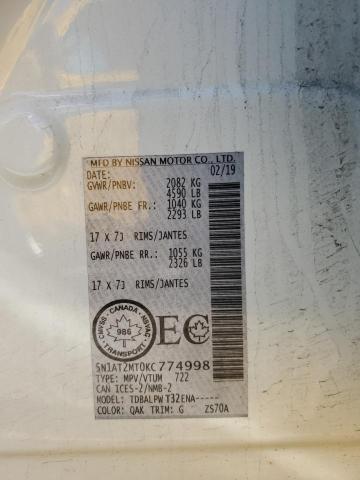 MFD BY NISSAN MOTOR CO., LTD.
DATE: 02/19
GVWR/PNBV: 2082 KG
4590 LB
GAWR/PNBE FR.: 1040 KG
2293 LB
17 X 7J RIMS/JANTES
GAWR/PNBE RR.: 1055 KG
2326 LB
17 X 7J RIMS/JANTES
CANADA
CMVSS NSVAC
986
EC
5N1AT2MT0KC774998
TYPE: MPV/VTUM 722
CAN ICES-2/NMB-2
MODEL: TDBALPW T32ENA-----
COLOR: QAK TRIM: G ZS70A